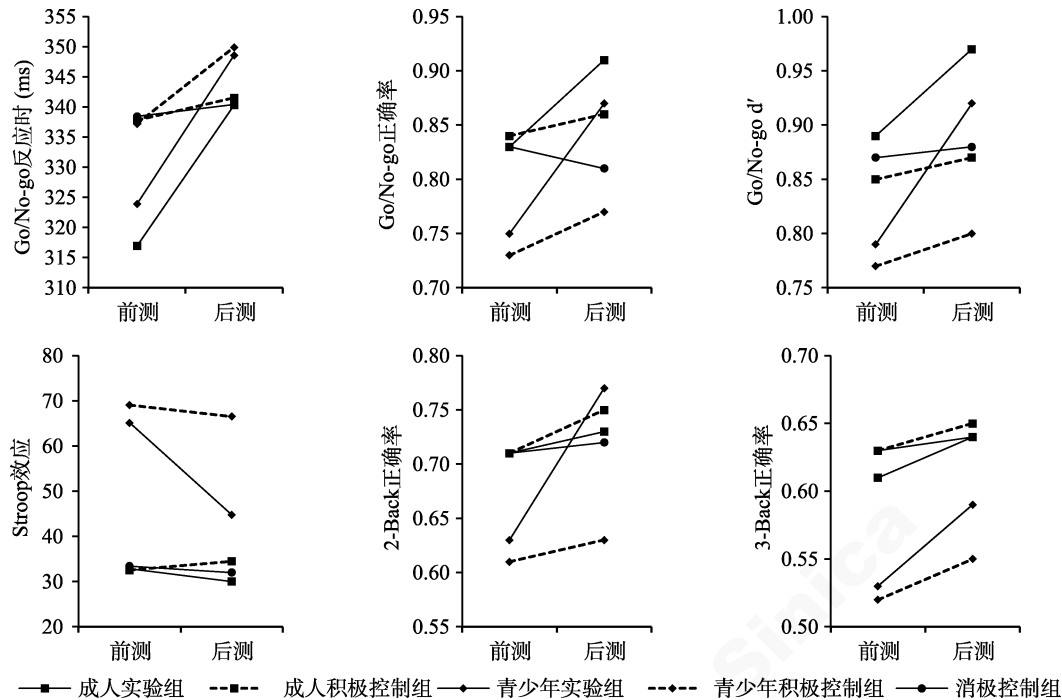 Go/No-go反应时 (ms)
355
350
345
340
335
330
325
320
315
310
前测 后测
Go/No-go正确率
0.95
0.90
0.85
0.80
0.75
0.70
前测 后测
Go/No-go d′
1.00
0.95
0.90
0.85
0.80
0.75
前测 后测
Stroop效应
80
70
60
50
40
30
20
前测 后测
2-Back正确率
0.80
0.75
0.70
0.65
0.60
0.55
前测 后测
3-Back正确率
0.70
0.65
0.60
0.55
0.50
前测 后测
sinica
成人实验组 成人积极控制组 青少年实验组 青少年积极控制组 消极控制组